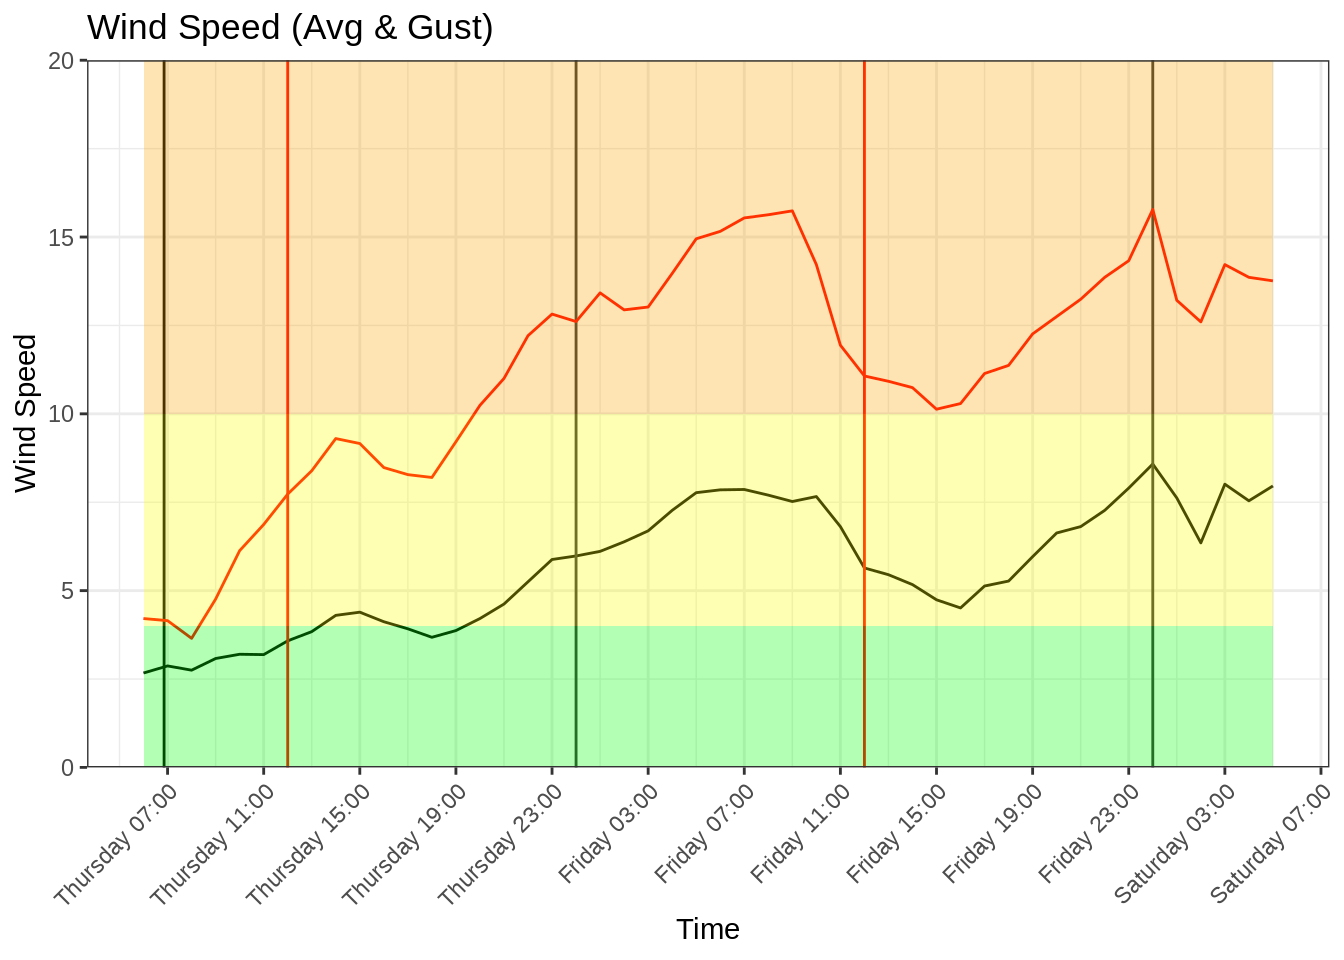 Wind Speed (Avg & Gust)
20
15
10
5
0
Wind Speed
Thursday 07:00
Thursday 11:00
Thursday 15:00
Thursday 19:00
Thursday 23:00
Friday 03:00
Friday 07:00
Friday 11:00
Friday 15:00
Friday 19:00
Friday 23:00
Saturday 03:00
Saturday 07:00
Time